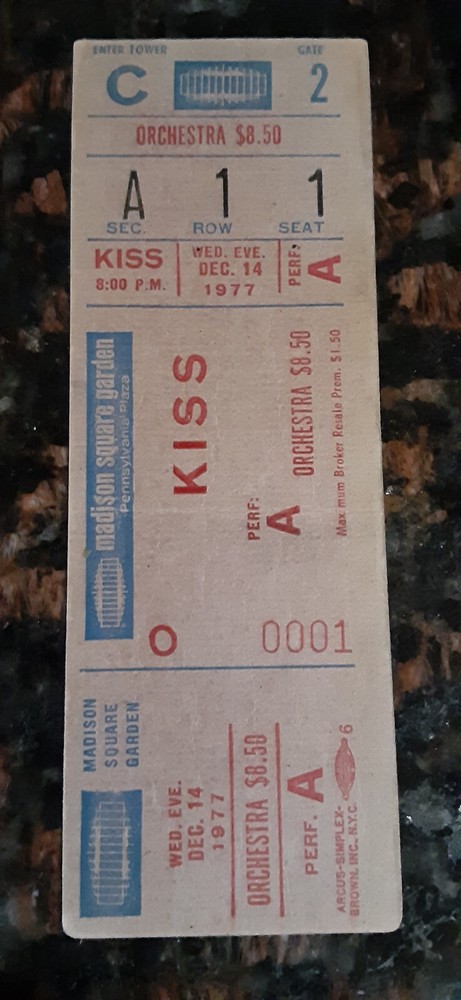 ENTER TOWER GATE
C 2
ORCHESTRA $8.50
A 1 1
SEC. ROW SEAT
KISS
8:00 P.M.
WED. EVE.
DEC. 14
1977
PERF.
A
madison square garden
Pennsylvania Plaza
KISS
PERF:
A
ORCHESTRA $8.50
Maximum Broker Resale Prem. $1.50
O 0001
MADISON
SQUARE
GARDEN
WED. EVE.
DEC. 14
1977
ORCHESTRA $8.50
PERF. A
ARCUS-SIMPLEX-
BROWN, INC., N.Y.C.
6